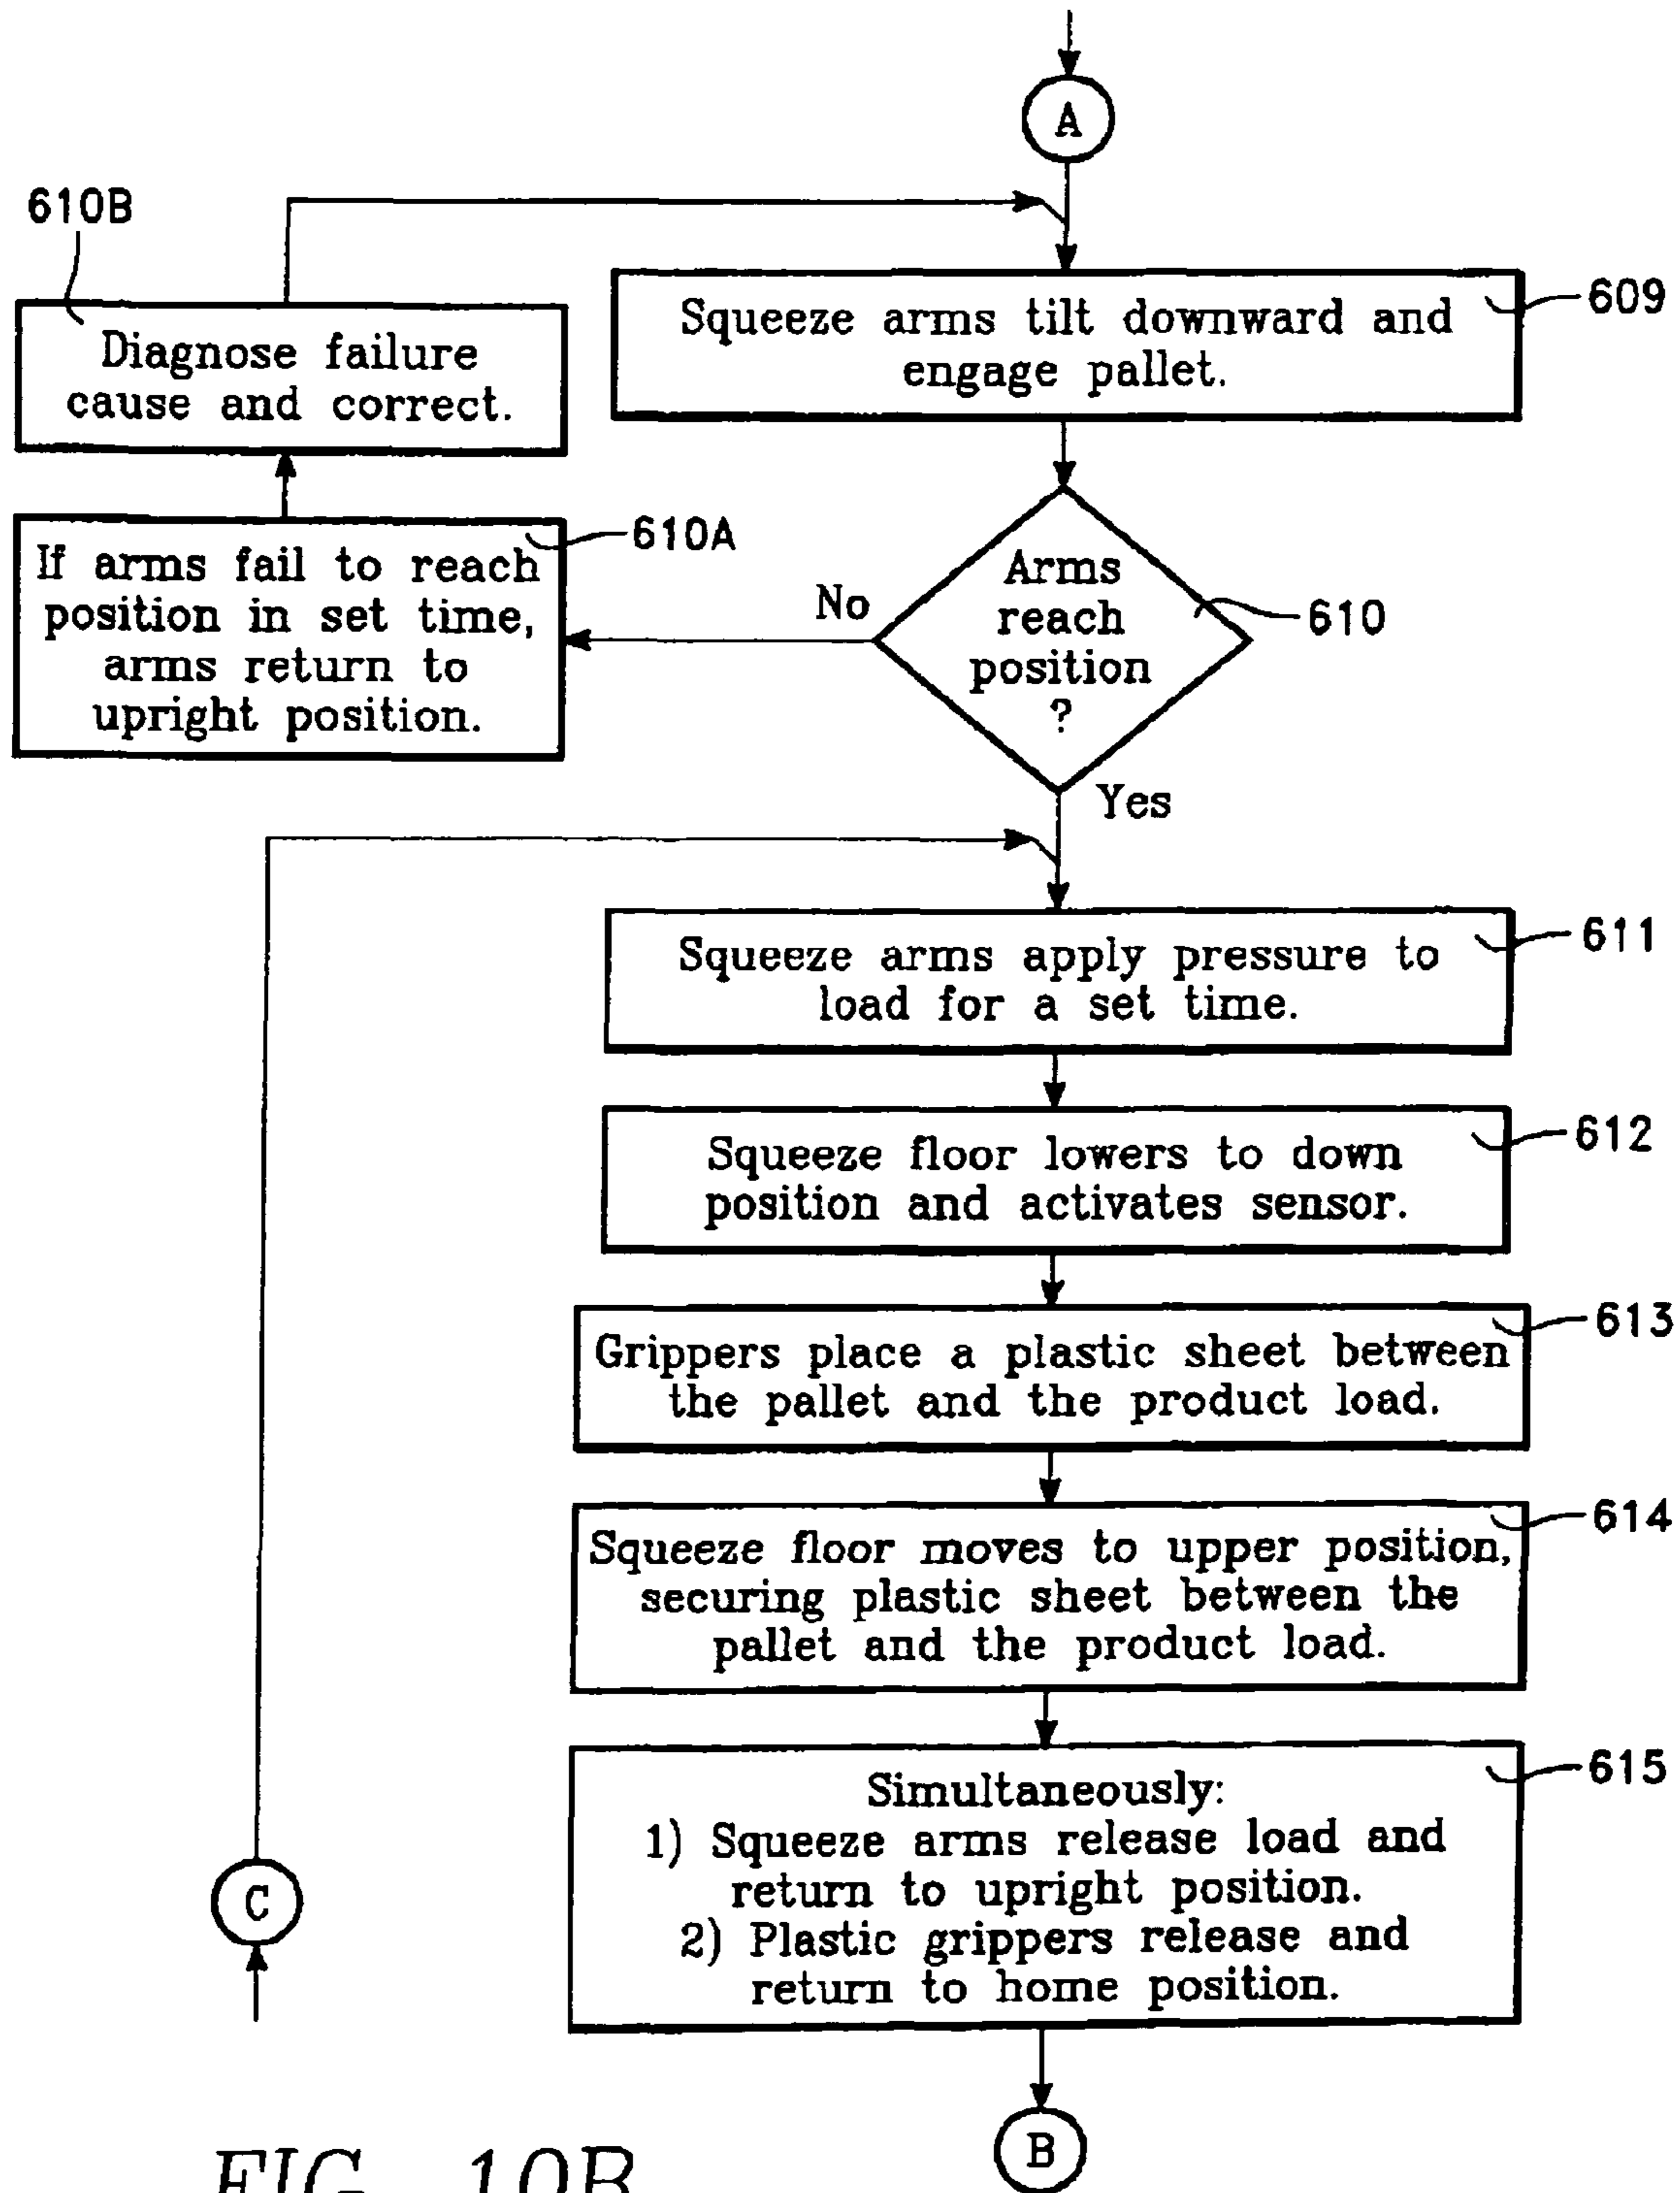 A
610B
Squeeze arms tilt downward and
engage pallet.
609
Diagnose failure
cause and correct.
If arms fail to reach
position in set time,
arms return to
upright position.
610A
No
Arms
reach
position
?
610
Yes
Squeeze arms apply pressure to
load for a set time.
611
Squeeze floor lowers to down
position and activates sensor.
612
Grippers place a plastic sheet between
the pallet and the product load.
613
Squeeze floor moves to upper position,
securing plastic sheet between the
pallet and the product load.
614
Simultaneously:
1) Squeeze arms release load and
return to upright position.
2) Plastic grippers release and
return to home position.
615
C
B
FIG. 10B